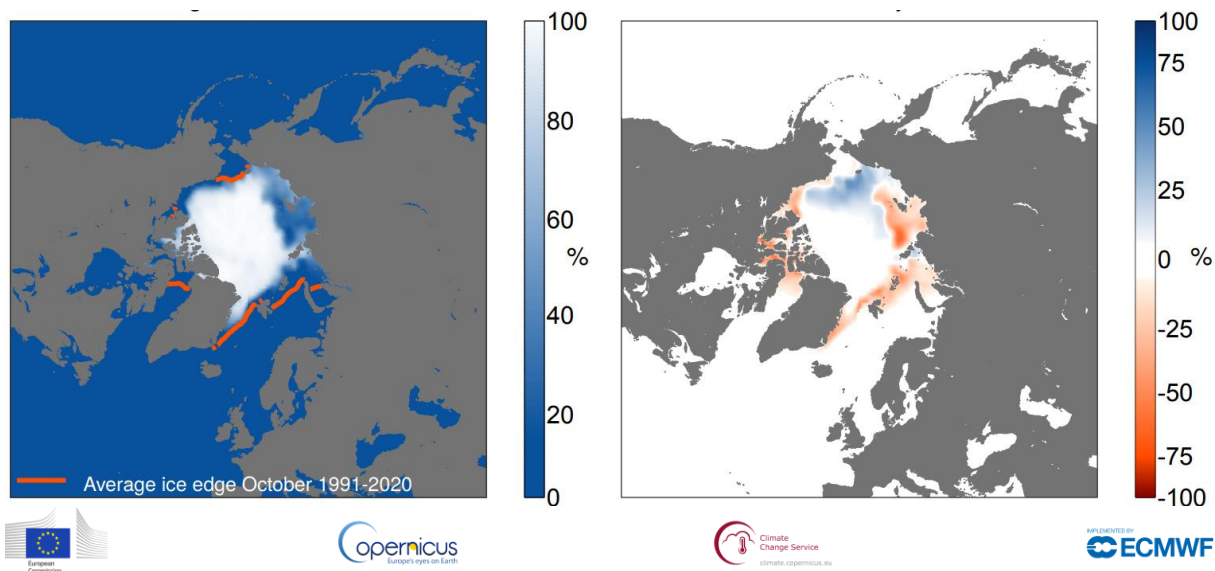 100
80
60
%
40
20
0
Average ice edge October 1991-2020
100
75
50
25
0
%
-25
-50
-75
-100
European
Commission
opernicus
Europe's eyes on Earth
Climate
Change Service
climate.copernicus.eu
IMPLEMENTED BY
ECMWF